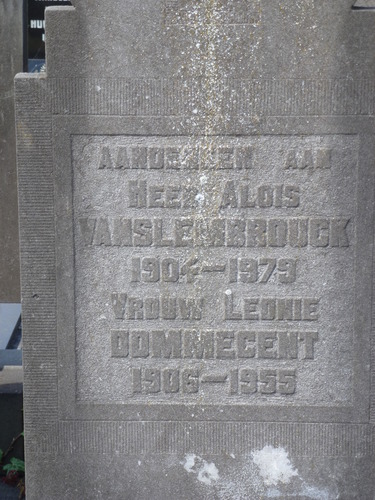 AANDENKEN AAN
HEER ALOIS
VANSLEMBROUCK
1904-1979
VROUW LEONIE
DOMMECENT
1906-1955